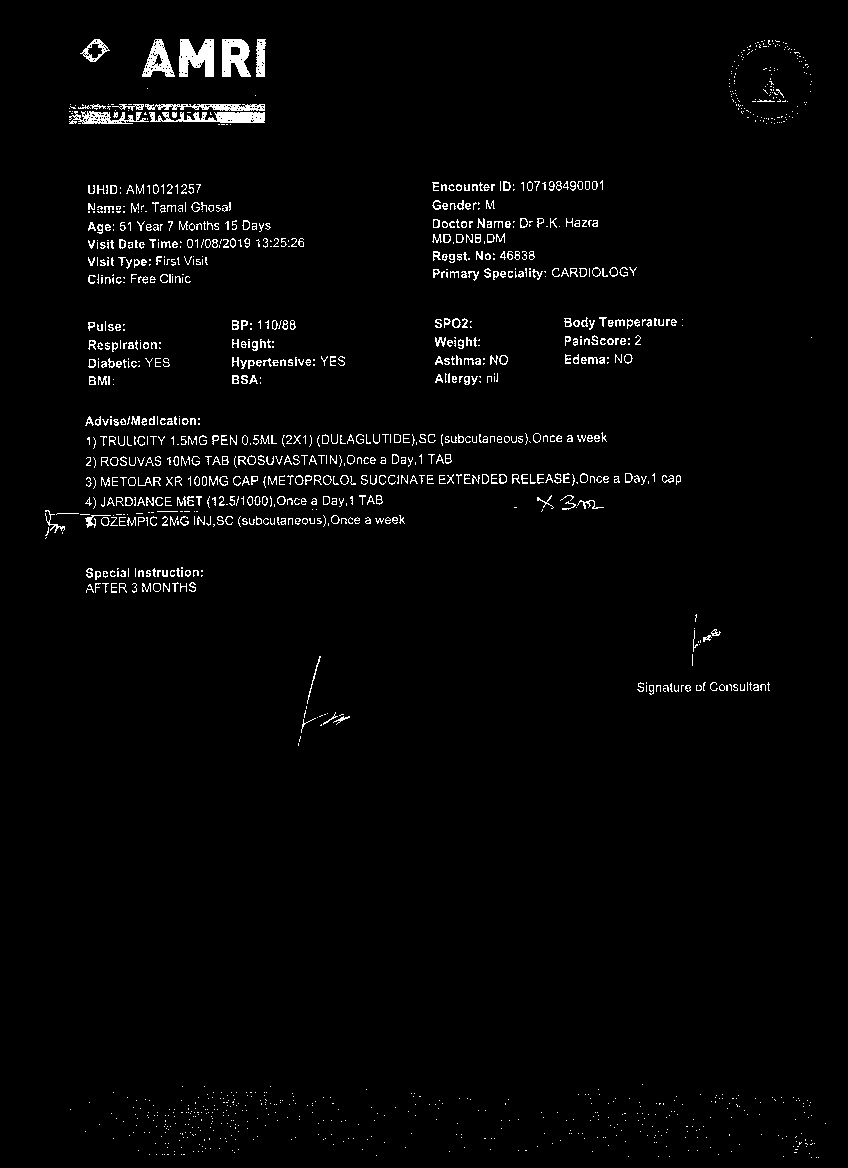 AMRI
DHAKURIA
UHID: AM10121257
Name: Mr. Tamal Ghosal
Age: 51 Year 7 Months 15 Days
Visit Date Time: 01/08/2019 13:25:26
Visit Type: First Visit
Clinic: Free Clinic
Encounter ID: 107198490001
Gender: M
Doctor Name: Dr P.K. Hazra
MD,DNB,DM
Regst. No: 46838
Primary Speciality: CARDIOLOGY
Pulse: BP: 110/88 SPO2: Body Temperature :
Respiration: Height: Weight: PainScore: 2
Diabetic: YES Hypertensive: YES Asthma: NO Edema: NO
BMI: BSA: Allergy: nil
Advise/Medication:
1) TRULICITY 1.5MG PEN 0.5ML (2X1) (DULAGLUTIDE),SC (subcutaneous),Once a week
2) ROSUVAS 10MG TAB (ROSUVASTATIN),Once a Day,1 TAB
3) METOLAR XR 100MG CAP (METOPROLOL SUCCINATE EXTENDED RELEASE),Once a Day,1 cap
4) JARDIANCE MET (12.5/1000),Once a Day,1 TAB
X 3m
OZEMPIC 2MG INJ,SC (subcutaneous),Once a week
Special Instruction:
AFTER 3 MONTHS
Signature of Consultant